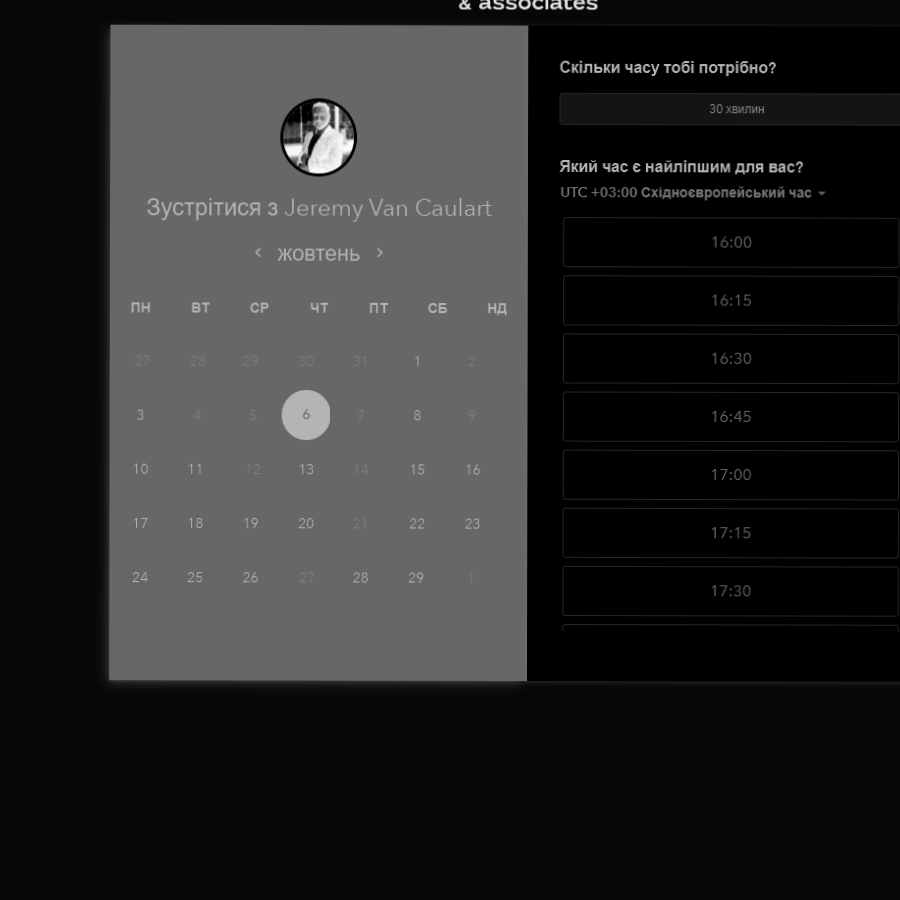 & associates
Зустрітися з Jeremy Van Caulart
жовтень
ПН ВТ СР ЧТ ПТ СБ НД
27 28 29 30 31 1 2
3 4 5 6 7 8 9
10 11 12 13 14 15 16
17 18 19 20 21 22 23
24 25 26 27 28 29 1
Скільки часу тобі потрібно?
30 хвилин
Який час є найліпшим для вас?
UTC +03:00 Східноєвропейський час
16:00
16:15
16:30
16:45
17:00
17:15
17:30